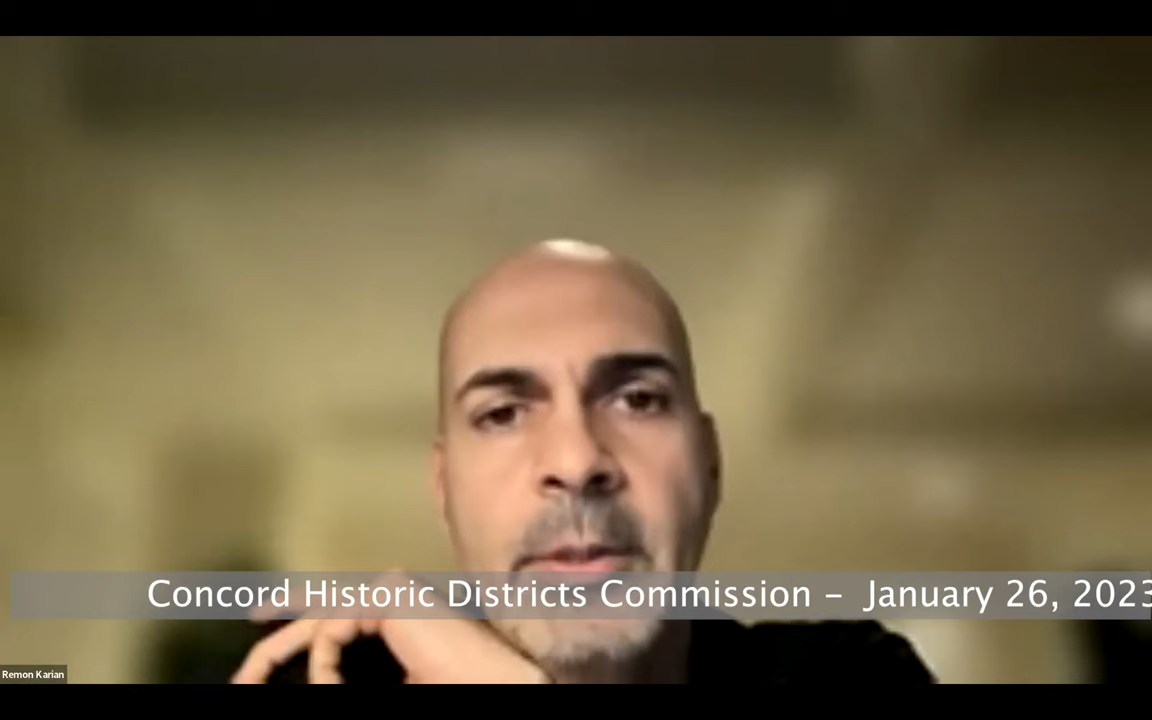 Concord Historic Districts Commission – January 26, 2023
Remon Karian